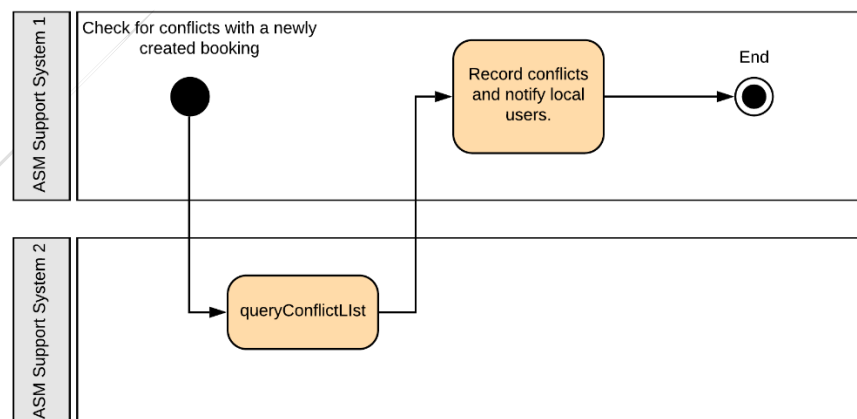 ASM Support System 1
Check for conflicts with a newly
created booking
Record conflicts
and notify local
users.
End
ASM Support System 2
queryConflictLIst